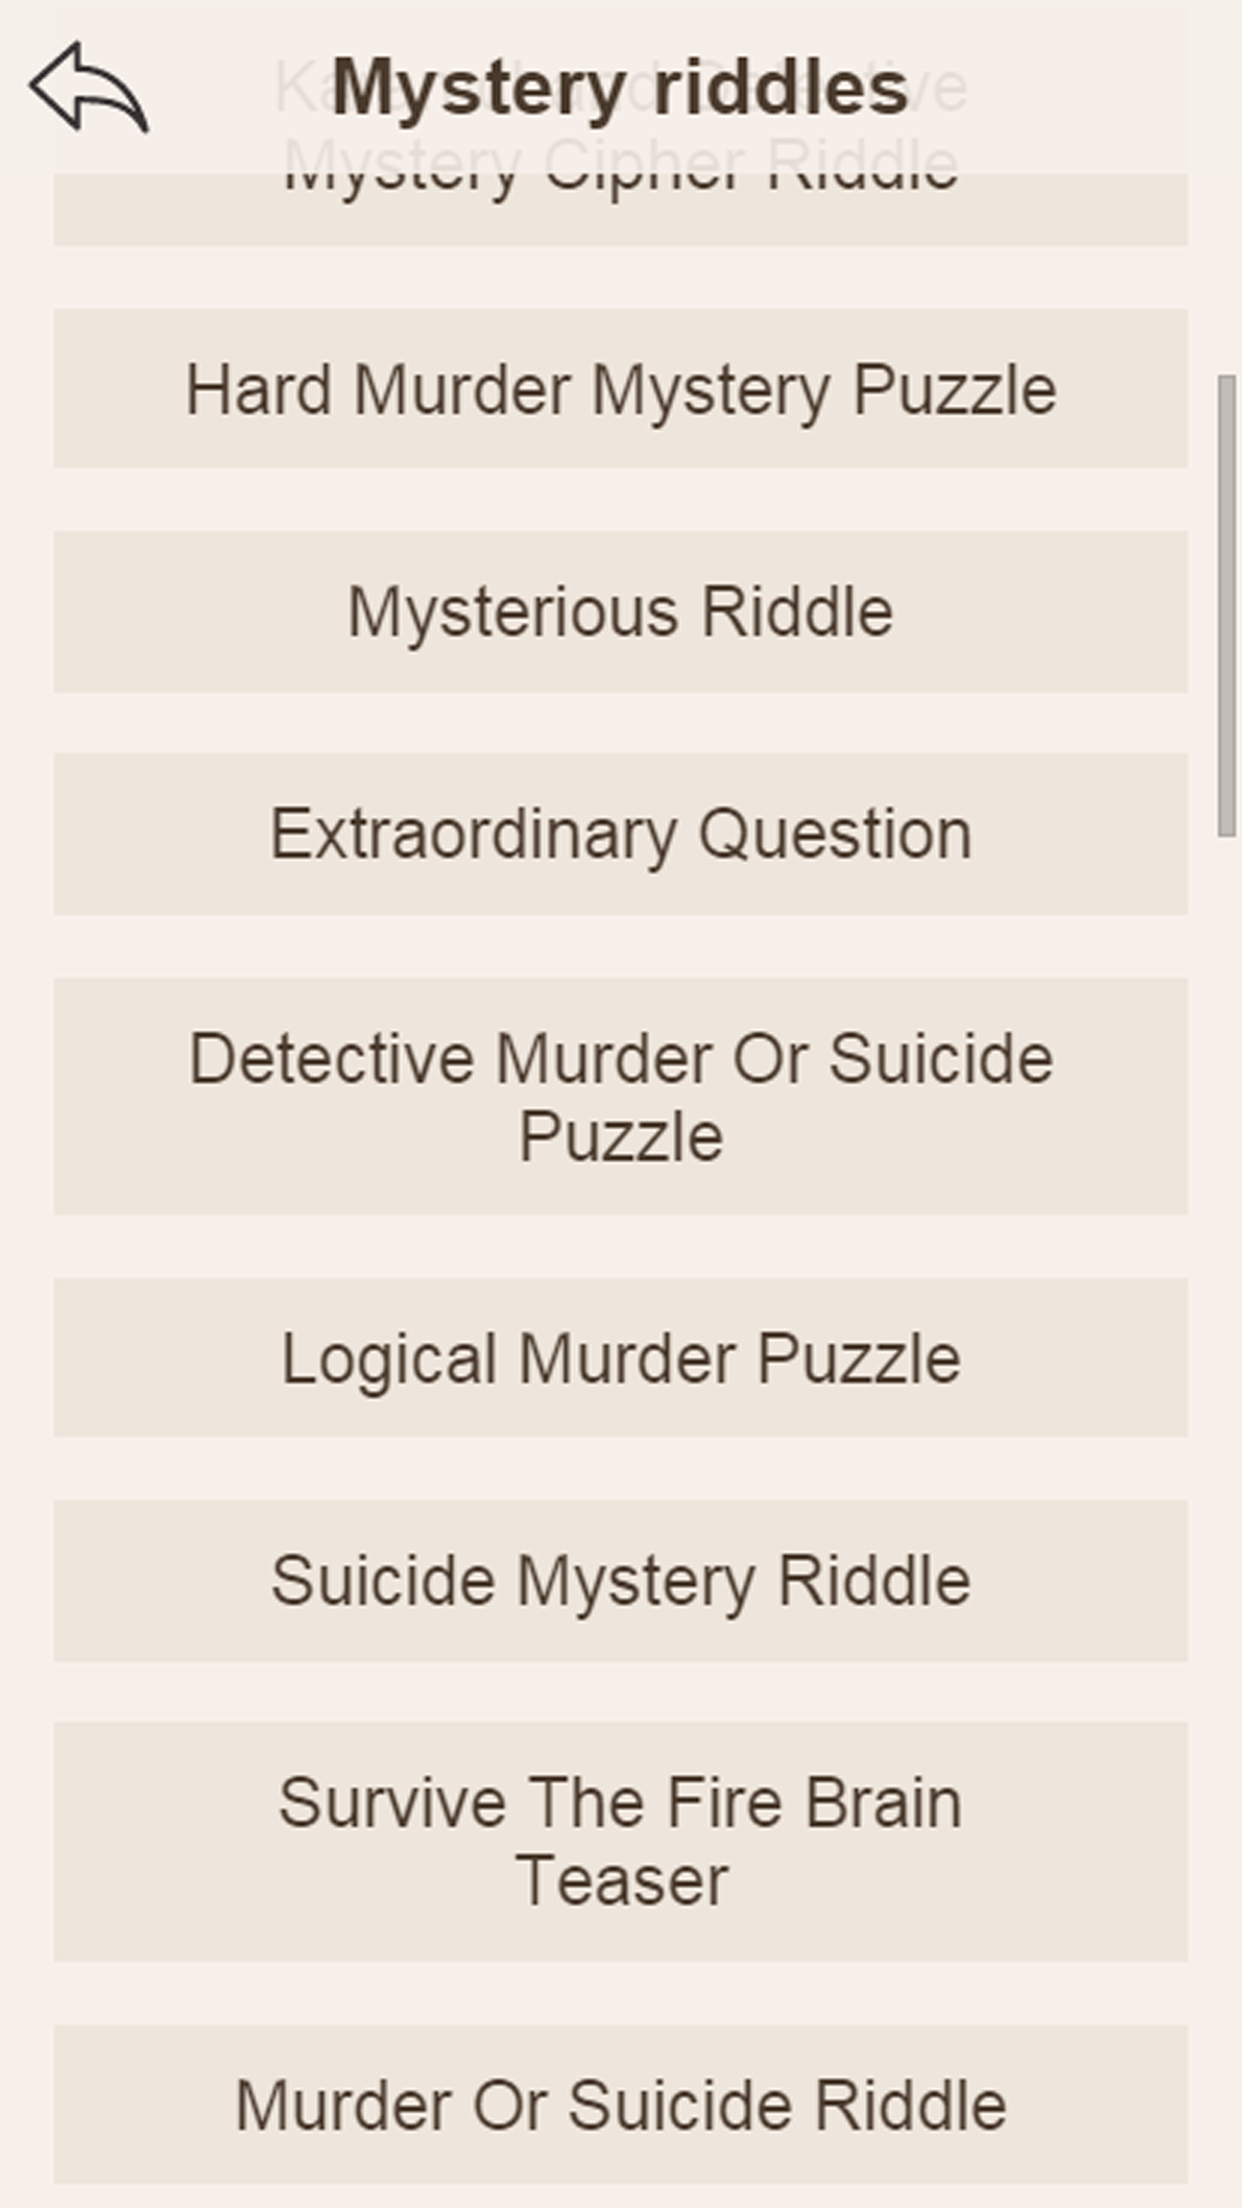 Mystery riddles
Mystery Cipher Riddle
Hard Murder Mystery Puzzle
Mysterious Riddle
Extraordinary Question
Detective Murder Or Suicide
Puzzle
Logical Murder Puzzle
Suicide Mystery Riddle
Survive The Fire Brain
Teaser
Murder Or Suicide Riddle